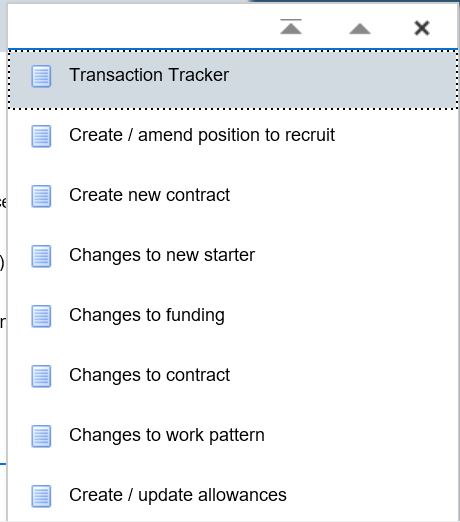 Transaction Tracker
Create / amend position to recruit
Create new contract
Changes to new starter
Changes to funding
Changes to contract
Changes to work pattern
Create / update allowances